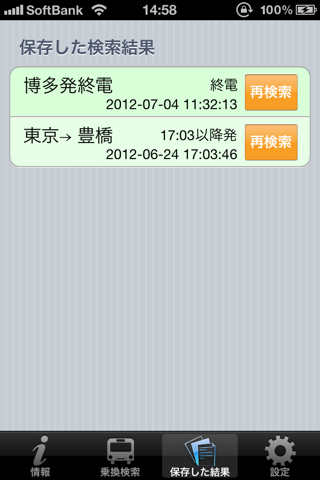 SoftBank 14:58 100%
保存した検索結果
博多発終電 終電
2012-07-04 11:32:13 再検索
東京→ 豊橋 17:03以降発
2012-06-24 17:03:46 再検索
情報 乗換検索 保存した結果 設定